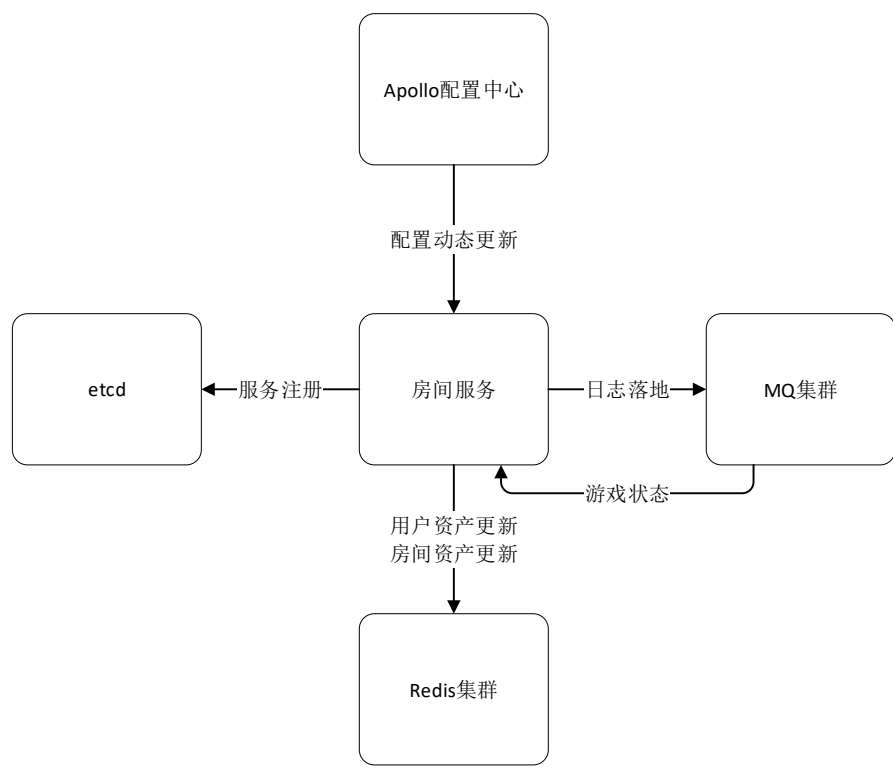 Apollo配置中心
配置动态更新
etcd
服务注册
房间服务
日志落地
MQ集群
游戏状态
用户资产更新
房间资产更新
Redis集群